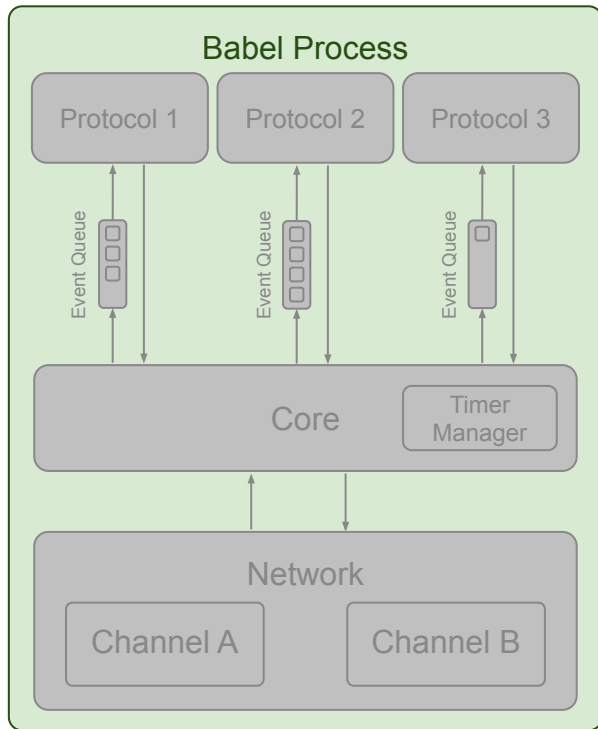 Babel Process
Protocol 1
Protocol 2
Protocol 3
Event Queue
Event Queue
Event Queue
Core
Timer
Manager
Network
Channel A
Channel B